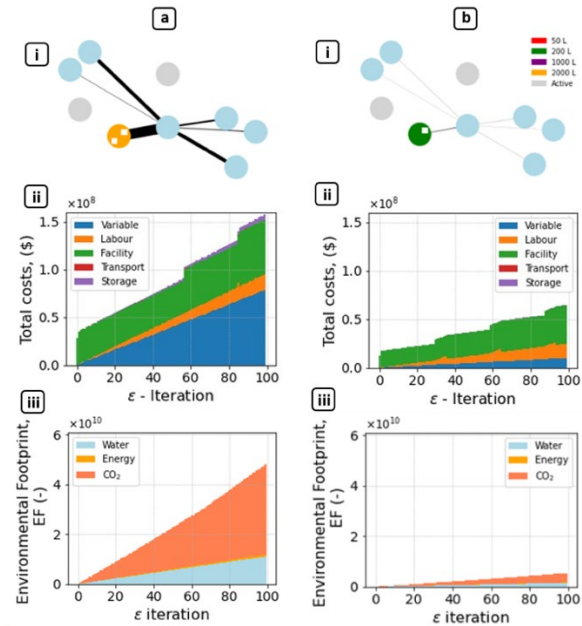 a
b
i
i
50 L
200 L
1000 L
2000 L
Active
ii
×10⁸
1.5
1.0
0.5
0.0
Total costs, ($)
Variable
Labour
Facility
Transport
Storage
0 20 40 60 80 100
ε - Iteration
ii
×10⁸
1.5
1.0
0.5
0.0
Total costs, ($)
Variable
Labour
Facility
Transport
Storage
0 20 40 60 80 100
ε - Iteration
iii
×10¹⁰
6
4
2
0
Environmental Footprint,
EF (-)
Water
Energy
CO₂
0 20 40 60 80 100
ε iteration
iii
×10¹⁰
6
4
2
0
Environmental Footprint,
EF (-)
Water
Energy
CO₂
0 20 40 60 80 100
ε iteration